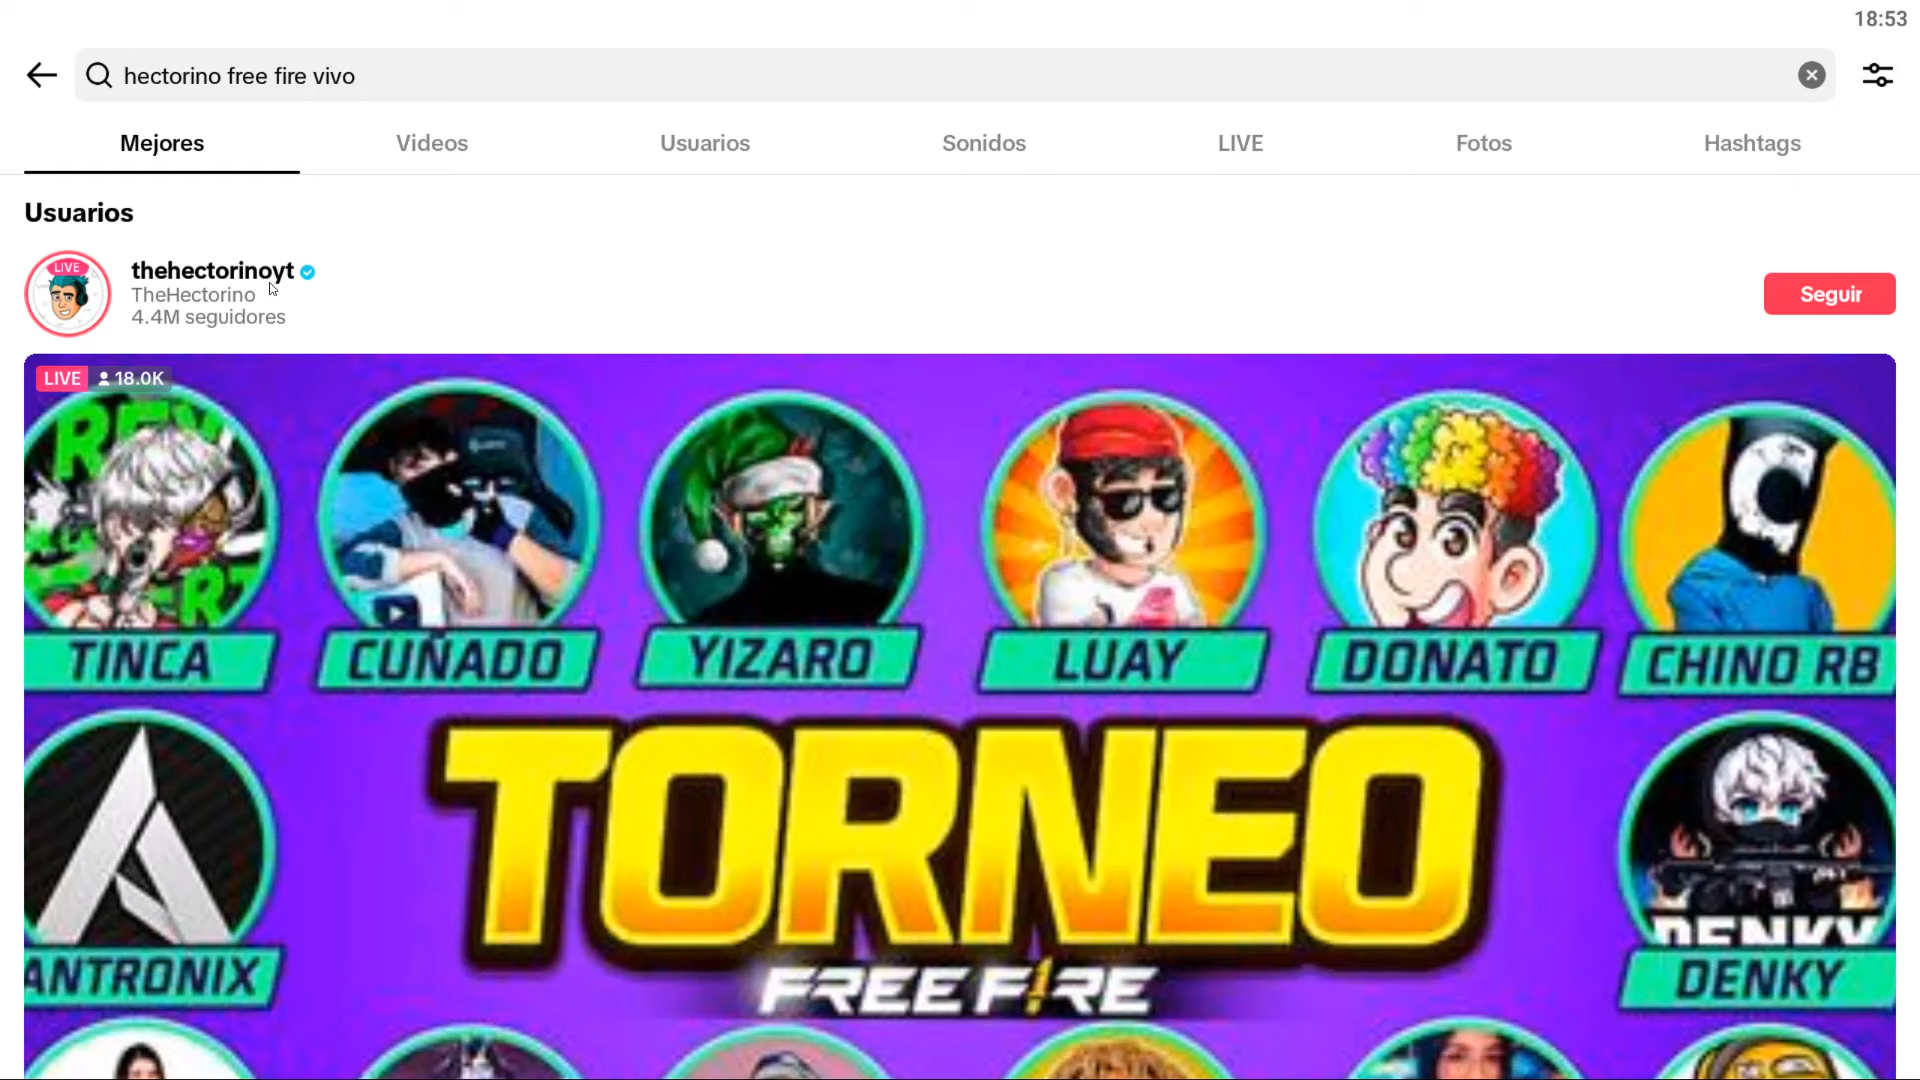 18:53
hectorino free fire vivo
Mejores Videos Usuarios Sonidos LIVE Fotos Hashtags
Usuarios
LIVE
thehectorinoyt
TheHectorino
4.4M seguidores
Seguir
LIVE 18.0K
TINCA CUÑADO YIZARO LUAY DONATO CHINO RB
TORNEO
FREE FIRE
DENKY
ANTRONIX DENKY